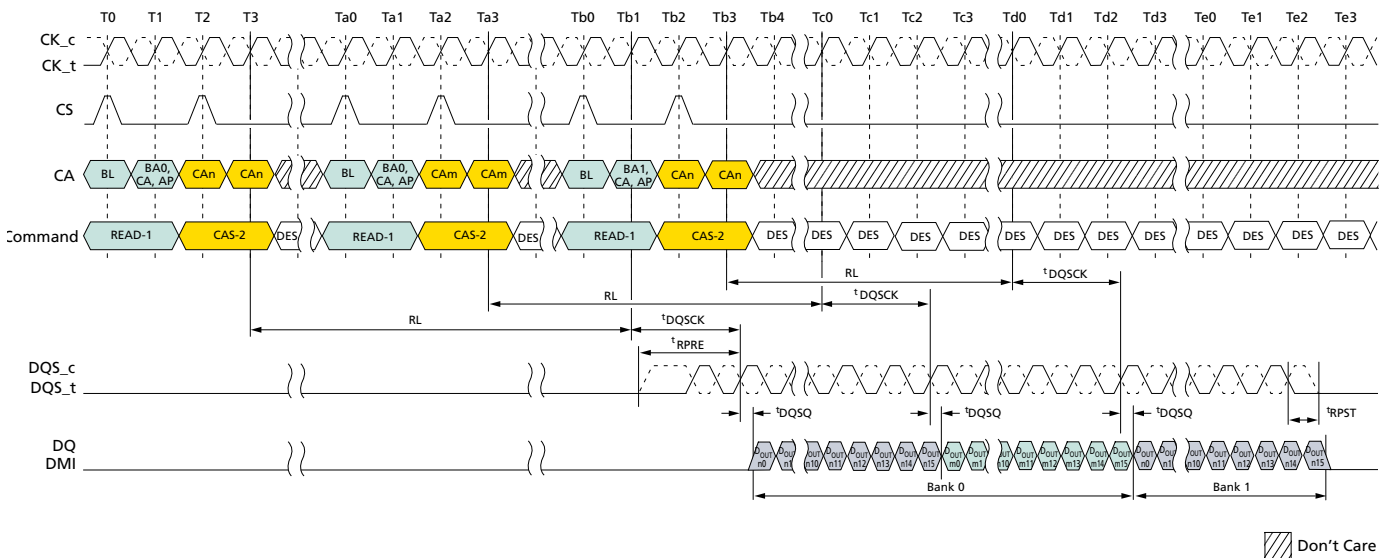 T0 T1 T2 T3 Ta0 Ta1 Ta2 Ta3 Tb0 Tb1 Tb2 Tb3 Tb4 Tc0 Tc1 Tc2 Tc3 Td0 Td1 Td2 Td3 Te0 Te1 Te2 Te3
CK_c
CK_t
CS
CA BL BA0, CA, AP CAn CAn BL BA0, CA, AP CAm CAm BL BA1, CA, AP CAn CAn
Command READ-1 CAS-2 DES READ-1 CAS-2 DES READ-1 CAS-2 DES DES DES DES DES DES DES DES DES DES DES DES DES
RL tDQSCK
RL tDQSCK
RL tDQSCK
tRPRE
DQS_c
DQS_t
tDQSQ tDQSQ tDQSQ tRPST
DQ
DMI
DOUT n0 DOUT n1 DOUT n10 DOUT n11 DOUT n12 DOUT n13 DOUT n14 DOUT n15 DOUT m0 DOUT m1 DOUT m10 DOUT m11 DOUT m12 DOUT m13 DOUT m14 DOUT m15 DOUT n0 DOUT n1 DOUT n10 DOUT n11 DOUT n12 DOUT n13 DOUT n14 DOUT n15
Bank 0 Bank 1
Don't Care